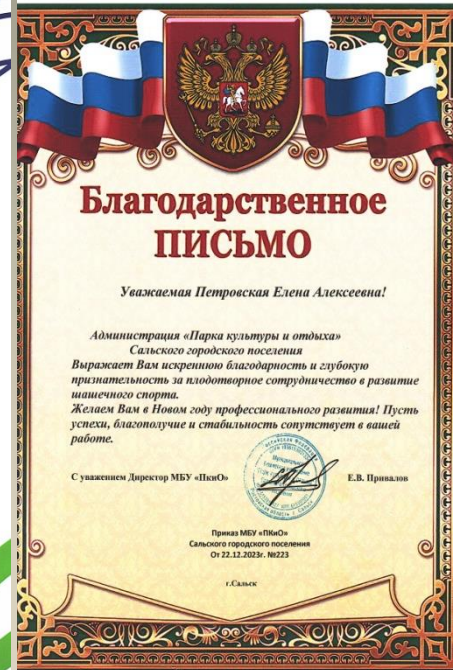 Благодарственное
ПИСЬМО
Уважаемая Петровская Елена Алексеевна!
Администрация «Парка культуры и отдыха»
Сальского городского поселения
Выражает Вам искреннюю благодарность и глубокую
признательность за плодотворное сотрудничество в развитие
шашечного спорта.
Желаем Вам в Новом году профессионального развития! Пусть
успехи, благополучие и стабильность сопутствует в вашей
работе.
С уважением Директор МБУ «ПкиО» Е.В. Привалов
Приказ МБУ «ПКиО»
Сальского городского поселения
От 22.12.2023г. №223
г.Сальск